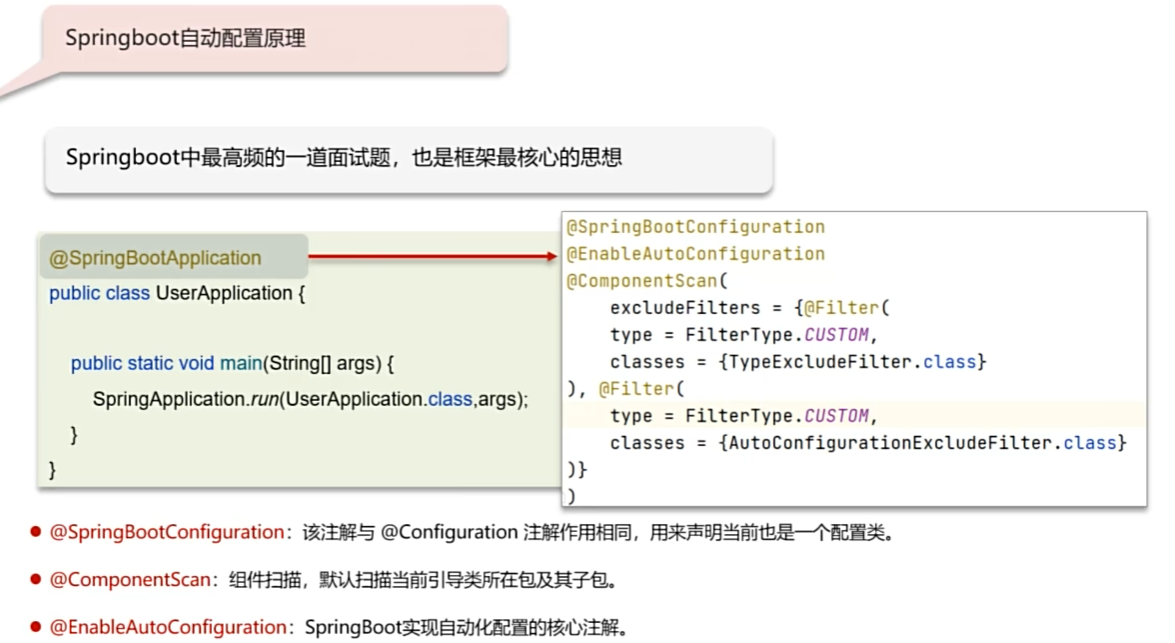 Springboot自动配置原理
Springboot中最高频的一道面试题，也是框架最核心的思想
@SpringBootApplication
public class UserApplication {
public static void main(String[] args) {
SpringApplication.run(UserApplication.class,args);
}
}
@SpringBootConfiguration
@EnableAutoConfiguration
@ComponentScan(
excludeFilters = {@Filter(
type = FilterType.CUSTOM,
classes = {TypeExcludeFilter.class}
), @Filter(
type = FilterType.CUSTOM,
classes = {AutoConfigurationExcludeFilter.class}
)}
)
@SpringBootConfiguration：该注解与 @Configuration 注解作用相同，用来声明当前也是一个配置类。
@ComponentScan：组件扫描，默认扫描当前引导类所在包及其子包。
@EnableAutoConfiguration：SpringBoot实现自动化配置的核心注解。